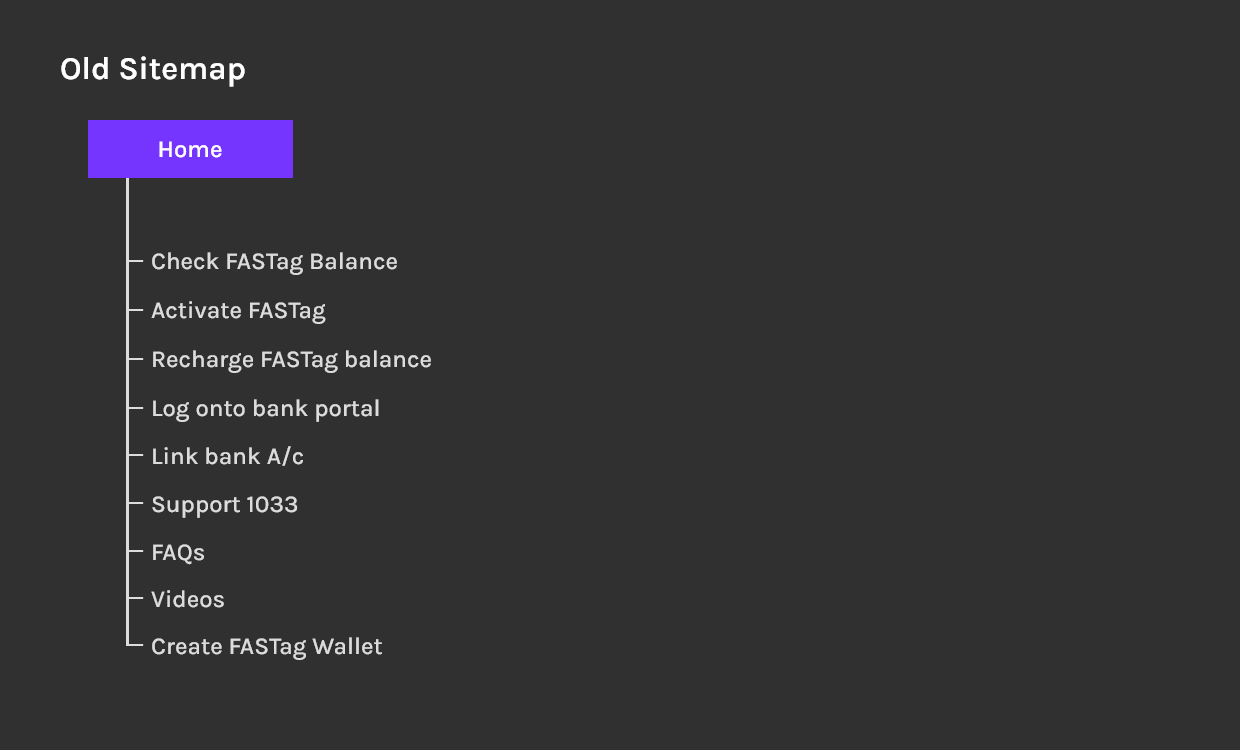 Old Sitemap
Home
Check FASTag Balance
Activate FASTag
Recharge FASTag balance
Log onto bank portal
Link bank A/c
Support 1033
FAQs
Videos
Create FASTag Wallet